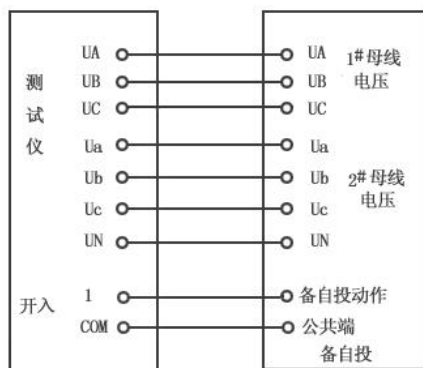 UA UA 1#母线
测 UB UB 电压
试 UC UC
仪 Ua Ua
Ub Ub 2#母线
Uc Uc 电压
UN UN
开入 1 备自投动作
COM 公共端
备自投